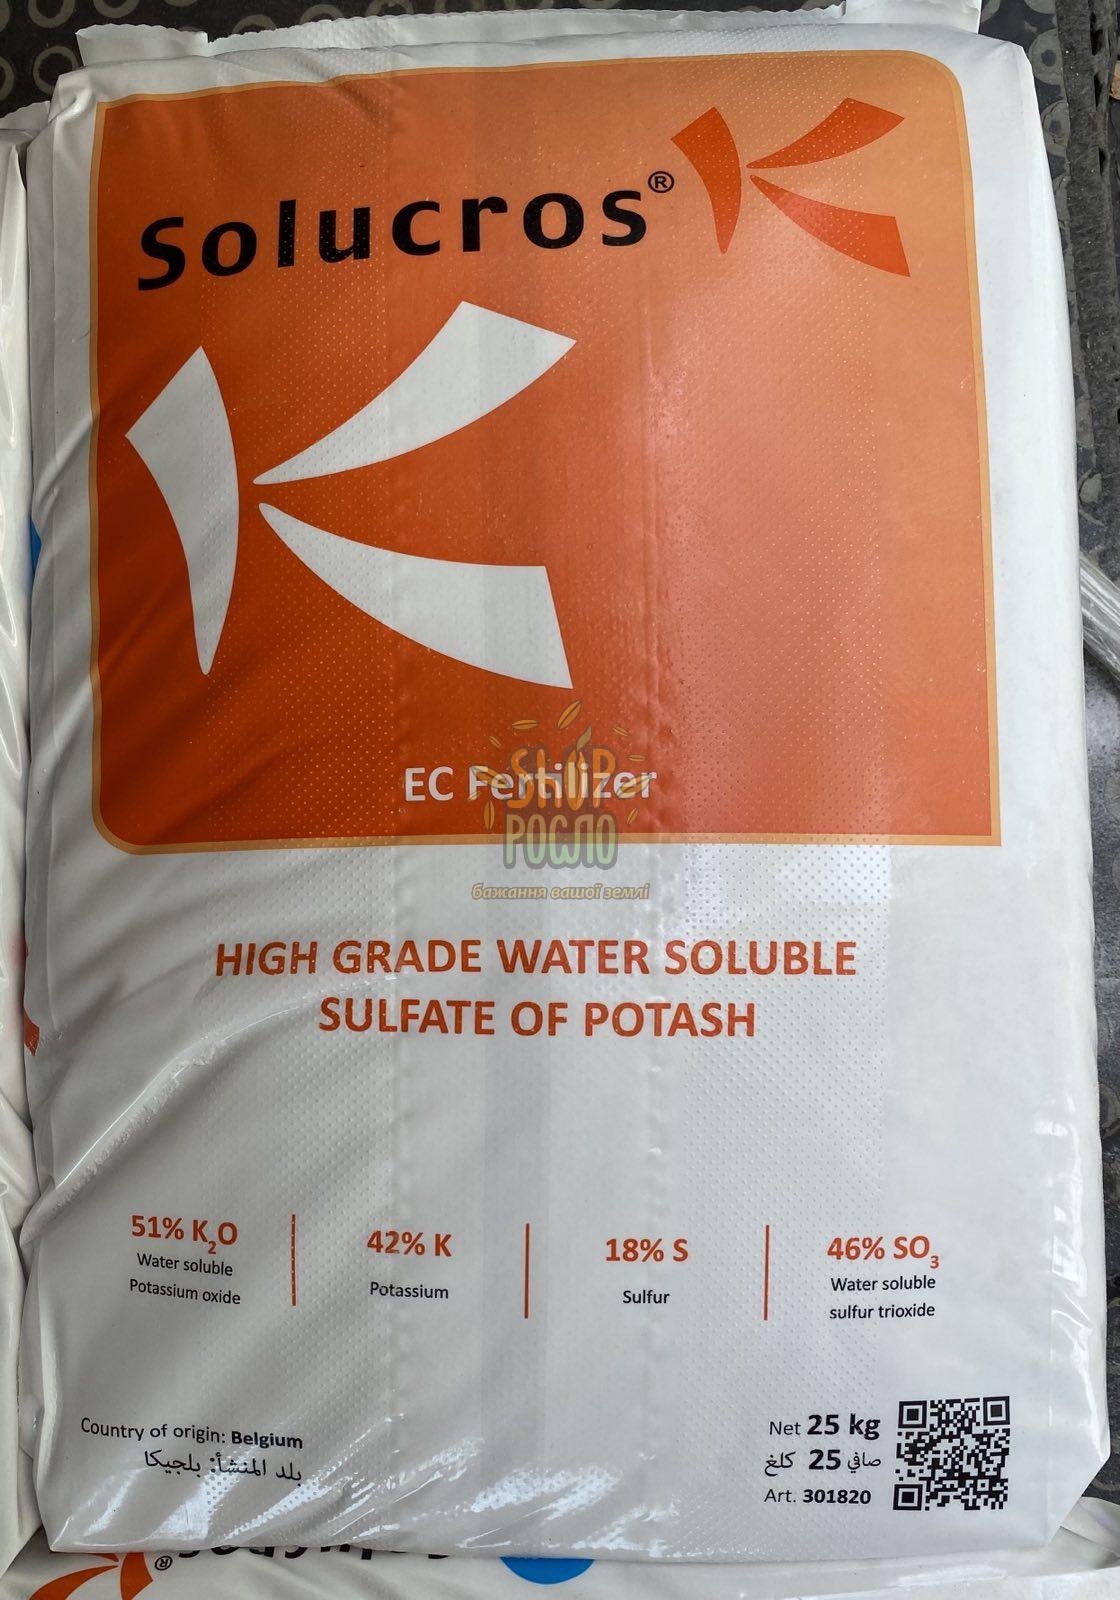 Solucros®
K
EC Fertilizer
SHOP
РОСЛО
бажання вашої землі
HIGH GRADE WATER SOLUBLE
SULFATE OF POTASH
51% K₂O
Water soluble
Potassium oxide
42% K
Potassium
18% S
Sulfur
46% SO₃
Water soluble
sulfur trioxide
Country of origin: Belgium
بلد المنشأ: بلجيكا
Net 25 kg
صافي 25 كلغ
Art. 301820
Solucros®